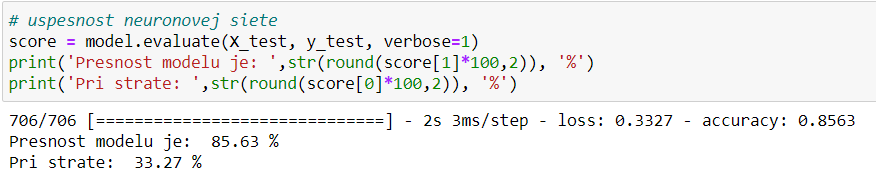 # uspesnost neuronovej siete
score = model.evaluate(X_test, y_test, verbose=1)
print('Presnost modelu je: ',str(round(score[1]*100,2)), '%')
print('Pri strate: ',str(round(score[0]*100,2)), '%')
706/706 [==============================] - 2s 3ms/step - loss: 0.3327 - accuracy: 0.8563
Presnost modelu je:  85.63 %
Pri strate:  33.27 %